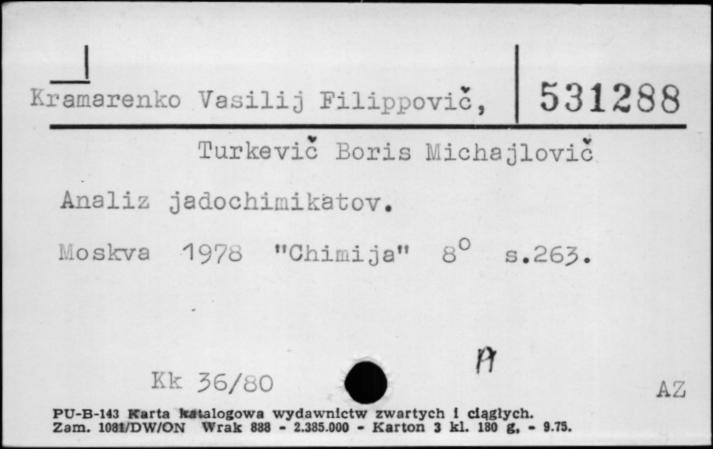 Kramarenko Vasilij Filippovič, 531288
Turkevič Boris Michajlovič
Analiz jadochimikatov.
Moskva 1978 "Chimija" 8° s.263.
A
Kk 36/80
AZ
PU-B-143 Karta katalogowa wydawnictw zwartych i ciągłych.
Zam. 1081/DW/ON Wrak 888 - 2.385.000 - Karton 3 kl. 180 g. - 9.75.